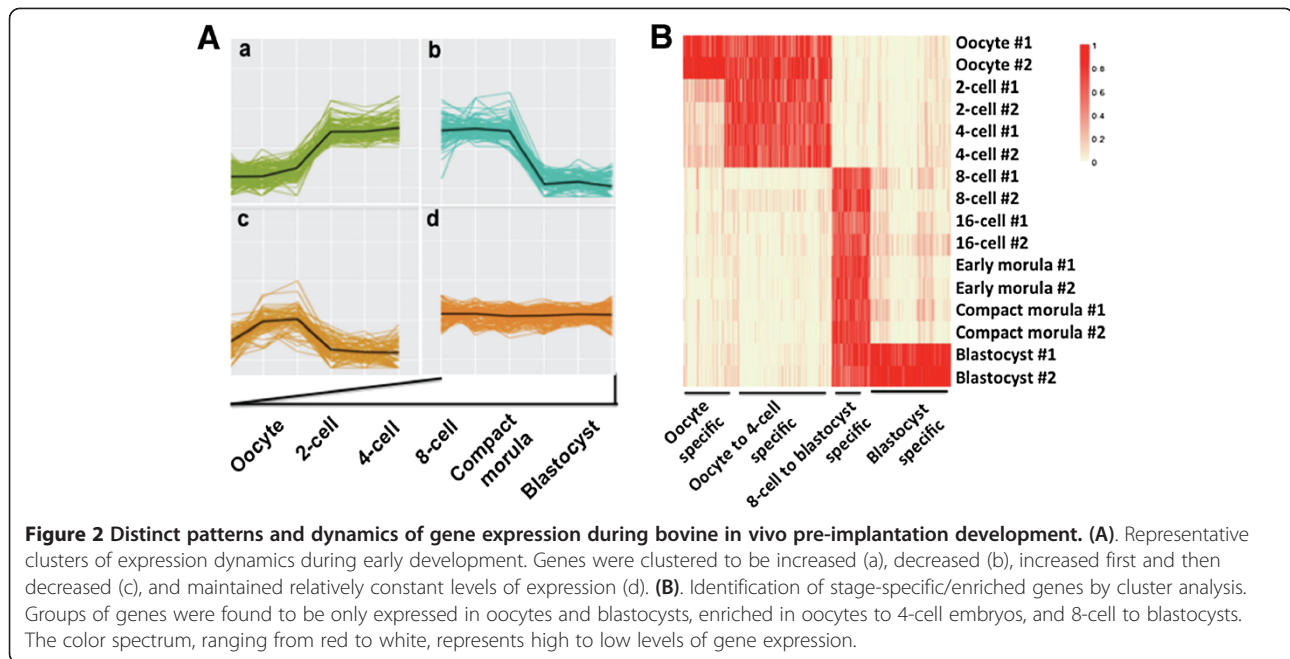 A
a
b
c
d
Oocyte
2-cell
4-cell
8-cell
Compact
morula
Blastocyst
B
Oocyte #1
Oocyte #2
2-cell #1
2-cell #2
4-cell #1
4-cell #2
8-cell #1
8-cell #2
16-cell #1
16-cell #2
Early morula #1
Early morula #2
Compact morula #1
Compact morula #2
Blastocyst #1
Blastocyst #2
1
0 8
0 6
0 4
0 2
0
Oocyte
specific
Oocyte to 4-cell
specific
8-cell to blastocyst
specific
Blastocyst
specific
Figure 2 Distinct patterns and dynamics of gene expression during bovine in vivo pre-implantation development. (A). Representative
clusters of expression dynamics during early development. Genes were clustered to be increased (a), decreased (b), increased first and then
decreased (c), and maintained relatively constant levels of expression (d). (B). Identification of stage-specific/enriched genes by cluster analysis.
Groups of genes were found to be only expressed in oocytes and blastocysts, enriched in oocytes to 4-cell embryos, and 8-cell to blastocysts.
The color spectrum, ranging from red to white, represents high to low levels of gene expression.